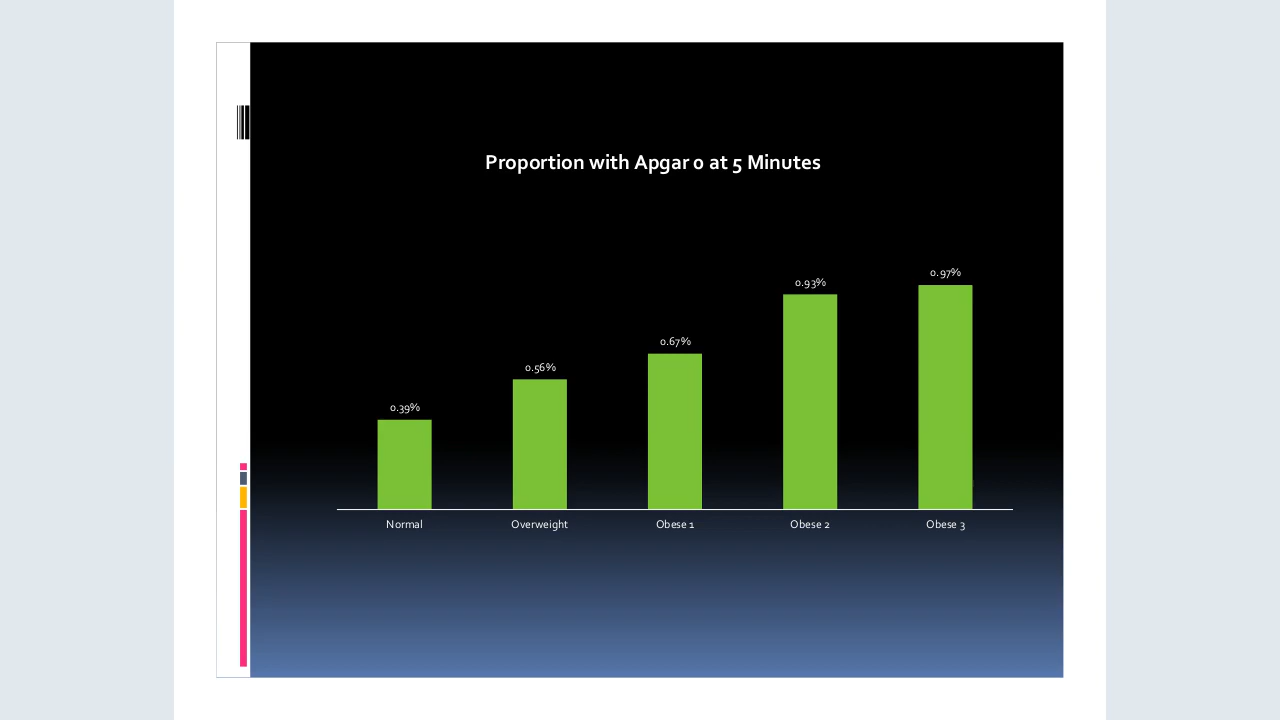 Proportion with Apgar 0 at 5 Minutes
0.39%
0.56%
0.67%
0.93%
0.97%
Normal
Overweight
Obese 1
Obese 2
Obese 3